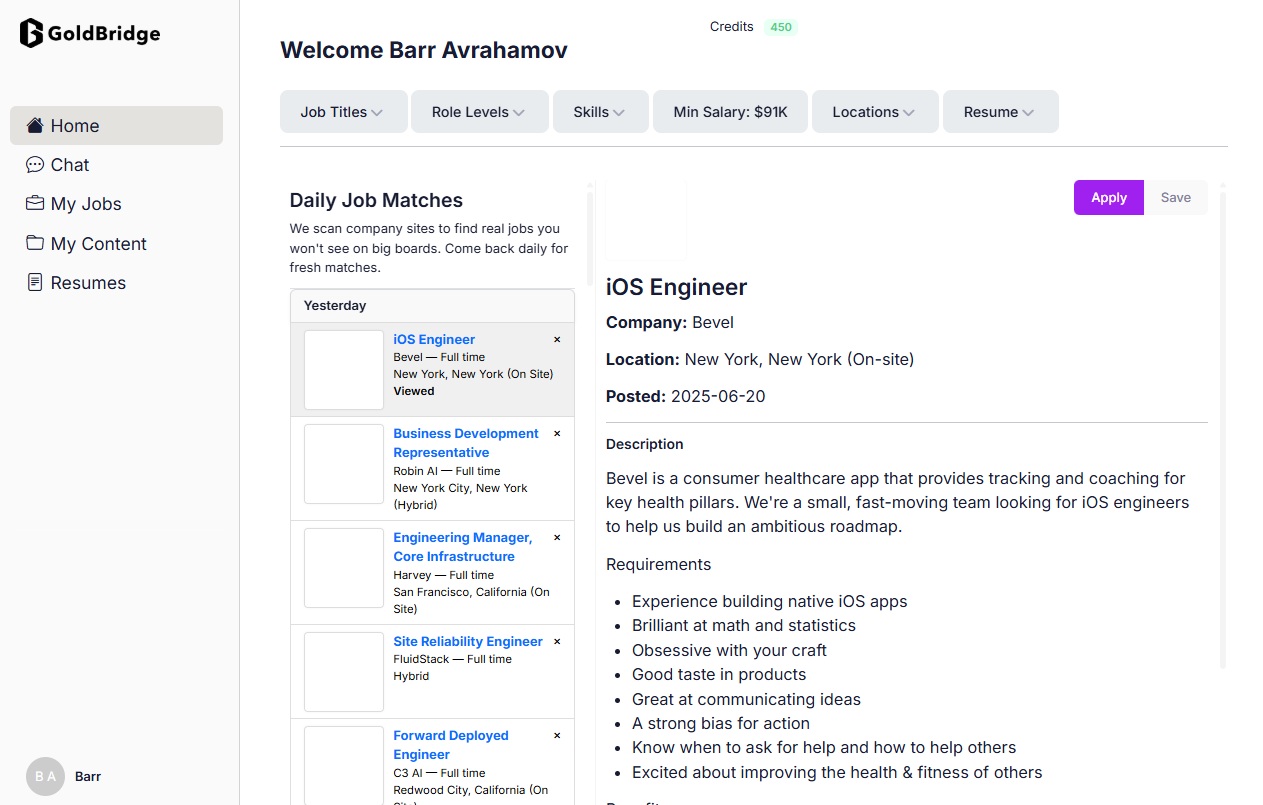 GoldBridge
Home
Chat
My Jobs
My Content
Resumes
B A Barr
Credits 450
Welcome Barr Avrahamov
Job Titles Role Levels Skills Min Salary: $91K Locations Resume
Daily Job Matches
We scan company sites to find real jobs you
won't see on big boards. Come back daily for
fresh matches.
Yesterday
iOS Engineer ×
Bevel — Full time
New York, New York (On Site)
Viewed
Business Development ×
Representative
Robin AI — Full time
New York City, New York
(Hybrid)
Engineering Manager, ×
Core Infrastructure
Harvey — Full time
San Francisco, California (On
Site)
Site Reliability Engineer ×
FluidStack — Full time
Hybrid
Forward Deployed ×
Engineer
C3 AI — Full time
Redwood City, California (On
Apply Save
iOS Engineer
Company: Bevel
Location: New York, New York (On-site)
Posted: 2025-06-20
Description
Bevel is a consumer healthcare app that provides tracking and coaching for
key health pillars. We're a small, fast-moving team looking for iOS engineers
to help us build an ambitious roadmap.
Requirements
• Experience building native iOS apps
• Brilliant at math and statistics
• Obsessive with your craft
• Good taste in products
• Great at communicating ideas
• A strong bias for action
• Know when to ask for help and how to help others
• Excited about improving the health & fitness of others